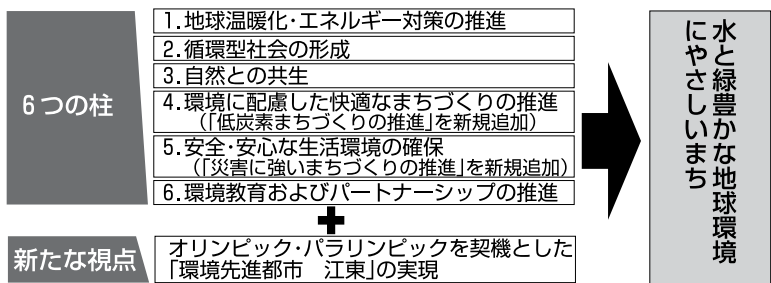 6つの柱
1.地球温暖化・エネルギー対策の推進
2.循環型社会の形成
3.自然との共生
4.環境に配慮した快適なまちづくりの推進
(「低炭素まちづくりの推進」を新規追加)
5.安全・安心な生活環境の確保
(「災害に強いまちづくりの推進」を新規追加)
6.環境教育およびパートナーシップの推進
+
新たな視点
オリンピック・パラリンピックを契機とした
「環境先進都市　江東」の実現
水と緑豊かな地球環境
にやさしいまち